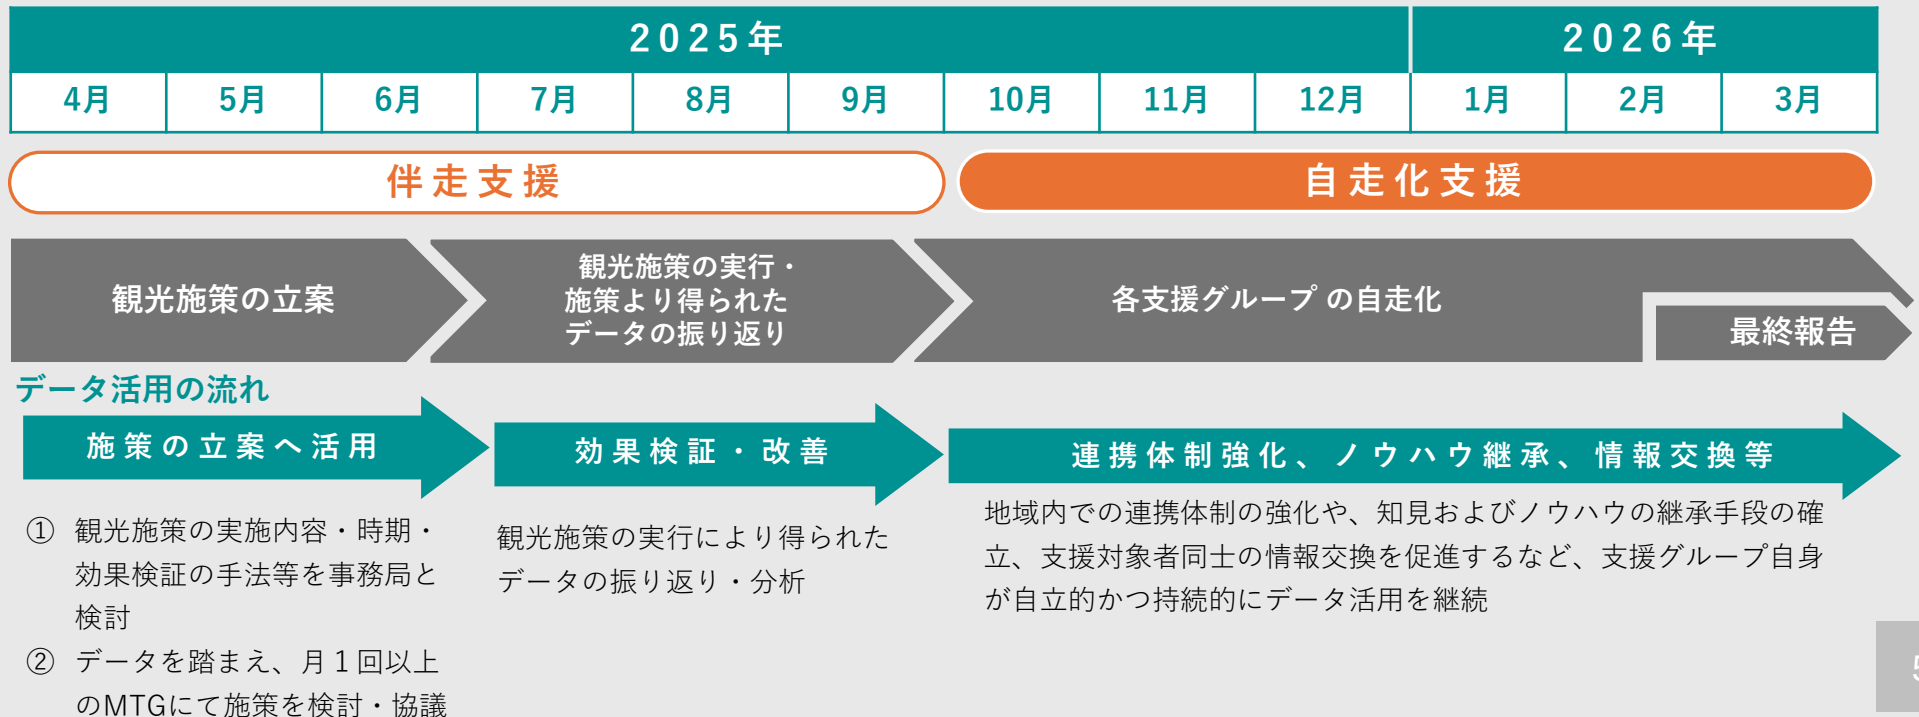 2025年 2026年
4月 5月 6月 7月 8月 9月 10月 11月 12月 1月 2月 3月
伴走支援 自走化支援
観光施策の立案
観光施策の実行・
施策より得られた
データの振り返り
各支援グループ の自走化
最終報告
データ活用の流れ
施策の立案へ活用
効果検証・改善
連携体制強化、ノウハウ継承、情報交換等
① 観光施策の実施内容・時期・
効果検証の手法等を事務局と
検討
② データを踏まえ、月１回以上
のMTGにて施策を検討・協議
観光施策の実行により得られた
データの振り返り・分析
地域内での連携体制の強化や、知見およびノウハウの継承手段の確
立、支援対象者同士の情報交換を促進するなど、支援グループ自身
が自立的かつ持続的にデータ活用を継続
5